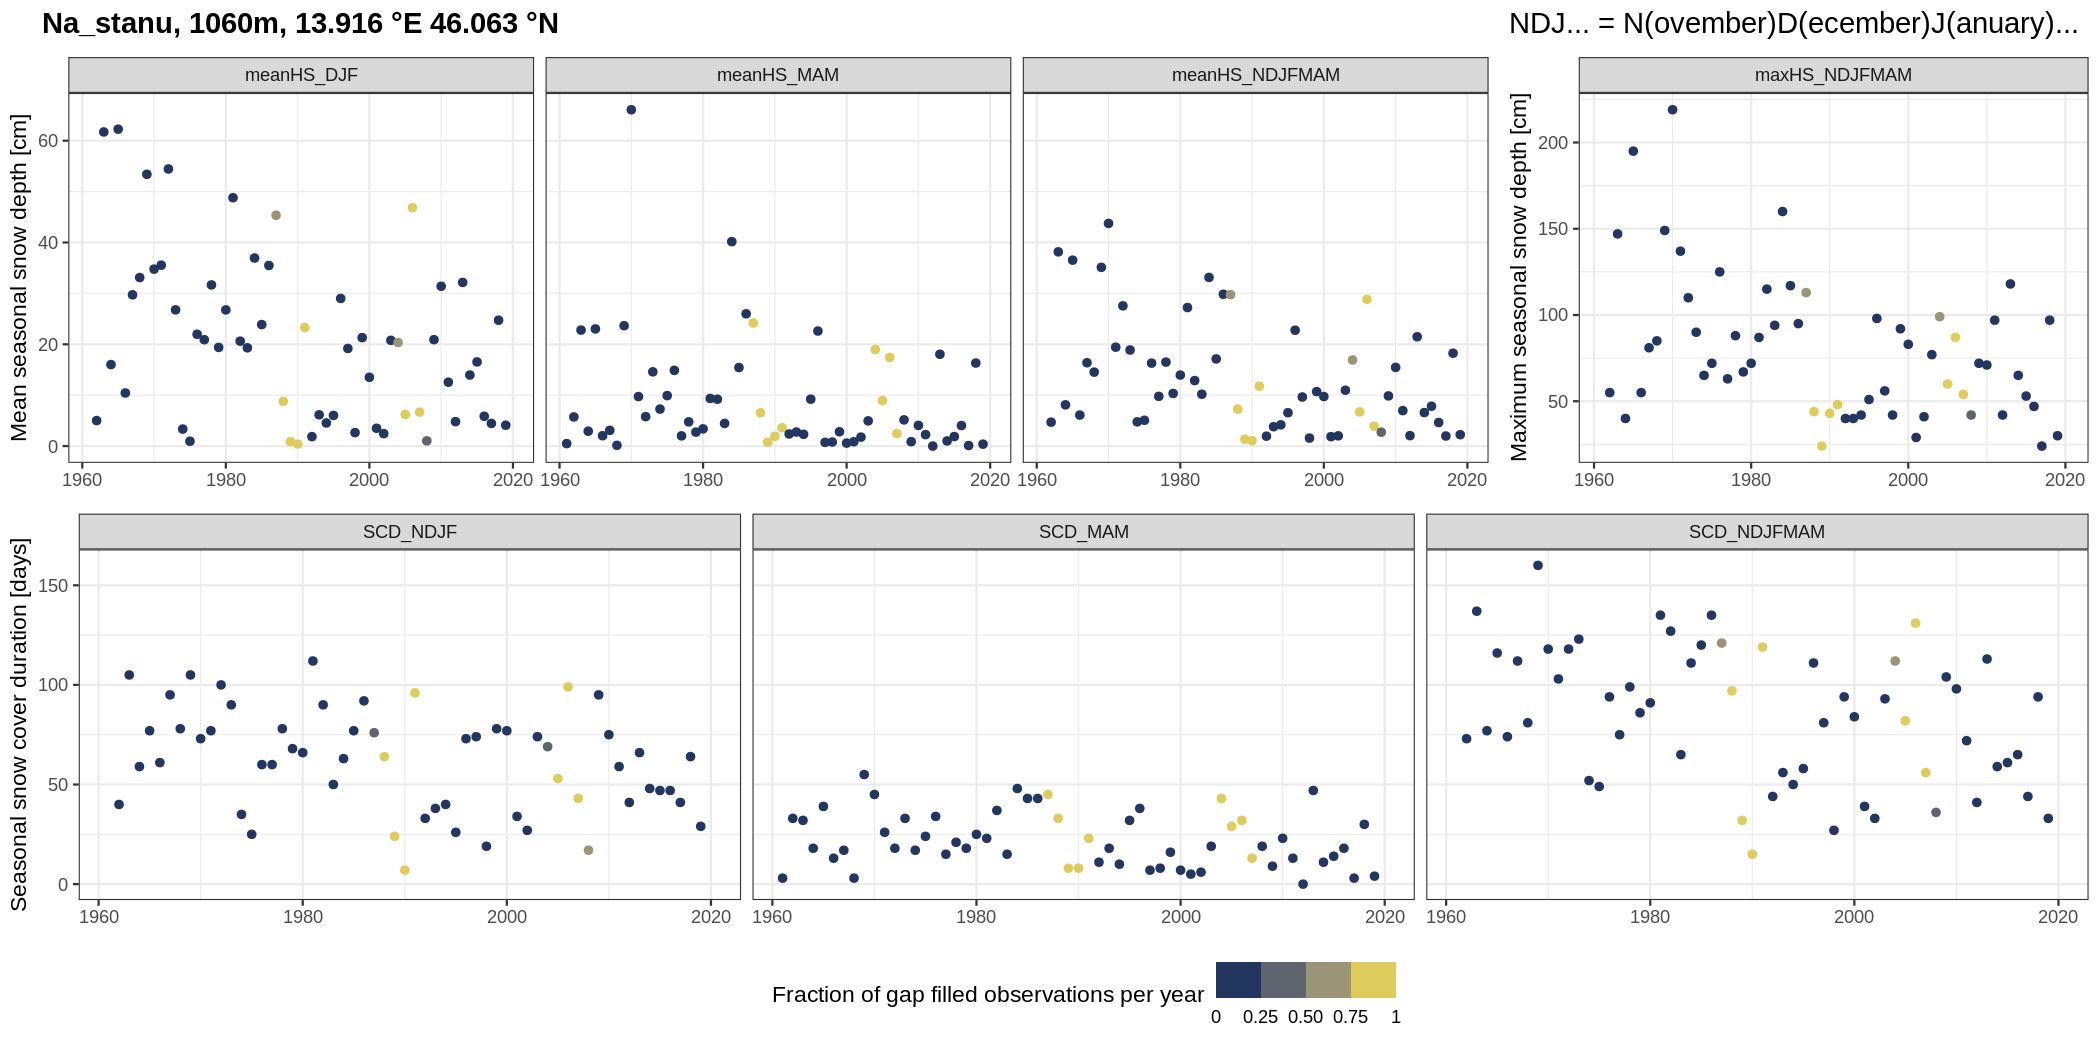 Na_stanu, 1060m, 13.916 °E 46.063 °N
NDJ... = N(ovember)D(ecember)J(anuary)...
meanHS_DJF
meanHS_MAM
meanHS_NDJFMAM
maxHS_NDJFMAM
Mean seasonal snow depth [cm]
60
40
20
0
1960 1980 2000 2020
1960 1980 2000 2020
1960 1980 2000 2020
Maximum seasonal snow depth [cm]
200
150
100
50
1960 1980 2000 2020
SCD_NDJF
SCD_MAM
SCD_NDJFMAM
Seasonal snow cover duration [days]
150
100
50
0
1960 1980 2000 2020
1960 1980 2000 2020
1960 1980 2000 2020
Fraction of gap filled observations per year
0 0.25 0.50 0.75 1